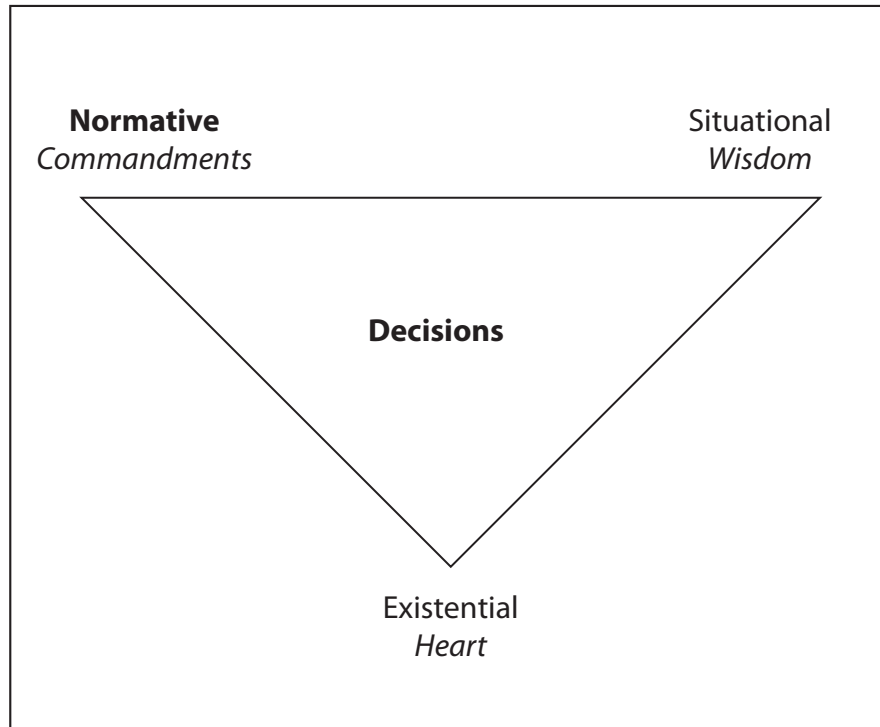 Normative
Commandments
Situational
Wisdom
Decisions
Existential
Heart